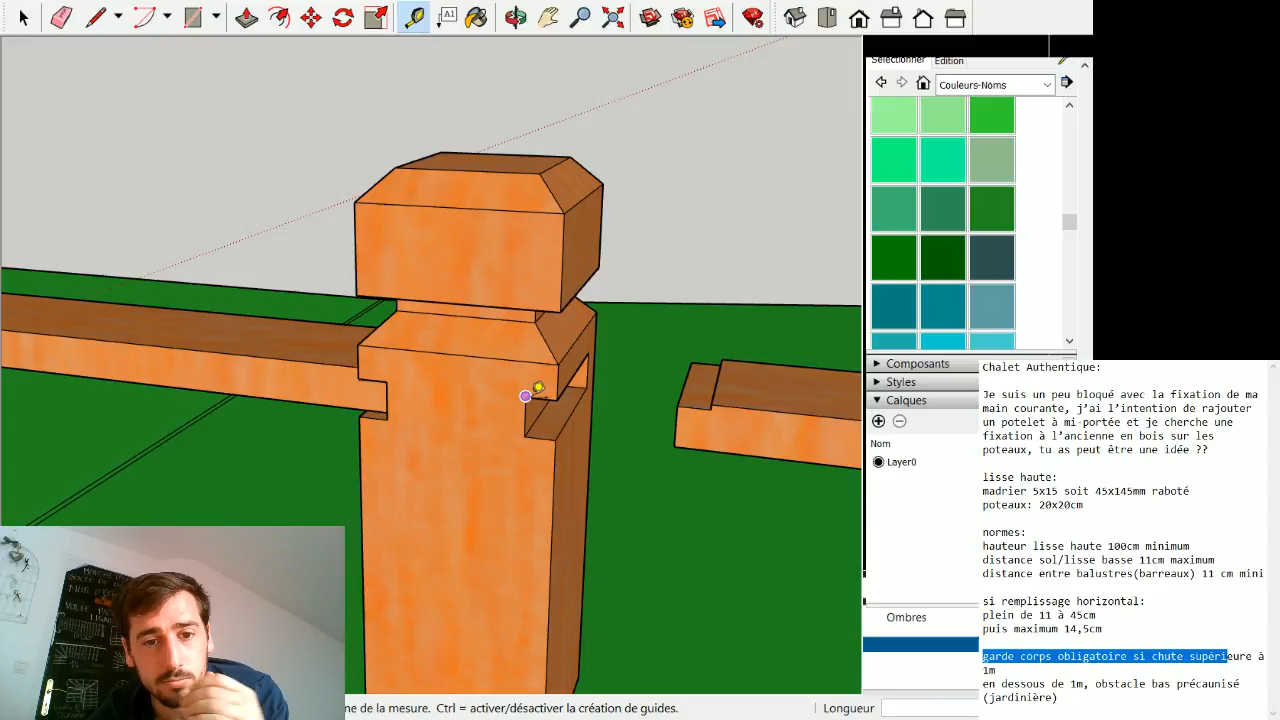 A1
Sélectionner Edition
Couleurs-Noms
Composants
Styles
Calques
Nom
Layer0
Ombres
Chalet Authentique:
Je suis un peu bloqué avec la fixation de ma
main courante, j’ai l’intention de rajouter
un potelet à mi-portée et je cherche une
fixation à l’ancienne en bois sur les
poteaux, tu as peut être une idée ??
lisse haute:
madrier 5x15 soit 45x145mm raboté
poteaux: 20x20cm
normes:
hauteur lisse haute 100cm minimum
distance sol/lisse basse 11cm maximum
distance entre balustres(barreaux) 11 cm mini
si remplissage horizontal:
plein de 11 à 45cm
puis maximum 14,5cm
garde corps obligatoire si chute supérieure à
1m
en dessous de 1m, obstacle bas précaunisé
(jardinière)
ne de la mesure. Ctrl = activer/désactiver la création de guides.
Longueur